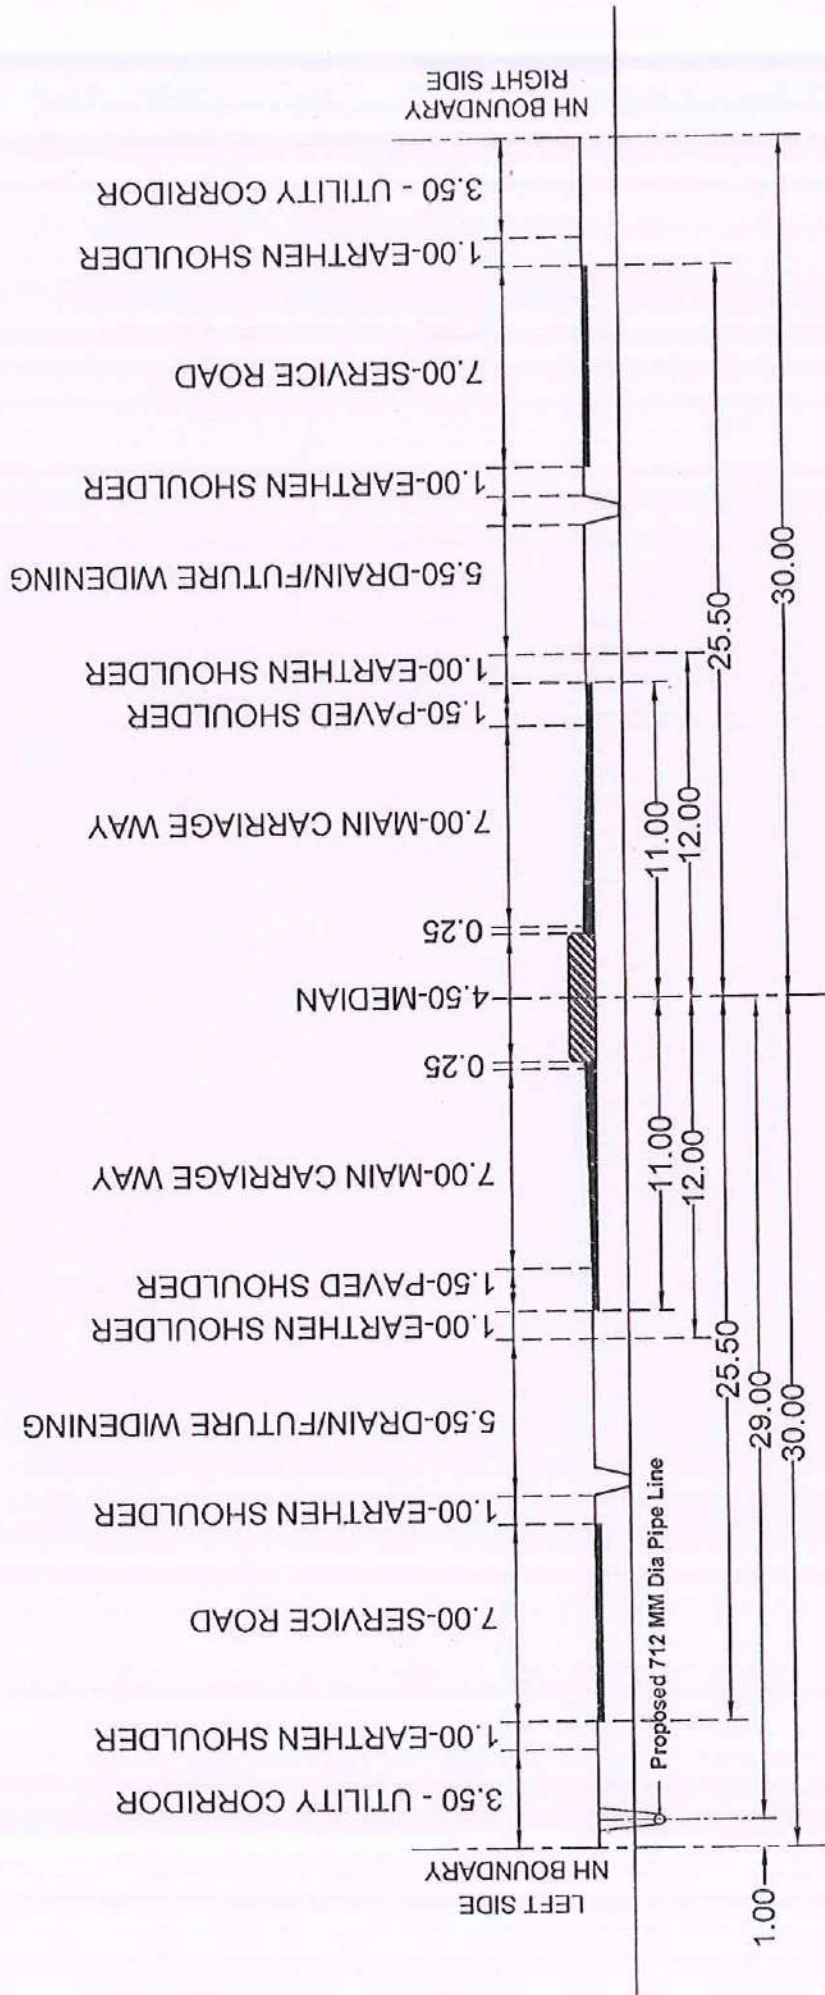 LEFT SIDE
NH BOUNDARY
3.50 - UTILITY CORRIDOR
1.00-EARTHEN SHOULDER
7.00-SERVICE ROAD
1.00-EARTHEN SHOULDER
5.50-DRAIN/FUTURE WIDENING
1.00-EARTHEN SHOULDER
1.50-PAVED SHOULDER
7.00-MAIN CARRIAGE WAY
0.25
4.50-MEDIAN
0.25
7.00-MAIN CARRIAGE WAY
1.50-PAVED SHOULDER
1.00-EARTHEN SHOULDER
5.50-DRAIN/FUTURE WIDENING
1.00-EARTHEN SHOULDER
7.00-SERVICE ROAD
1.00-EARTHEN SHOULDER
3.50 - UTILITY CORRIDOR
NH BOUNDARY
RIGHT SIDE
Proposed 712 MM Dia Pipe Line
11.00
11.00
12.00
12.00
25.50
25.50
29.00
30.00
30.00
1.00